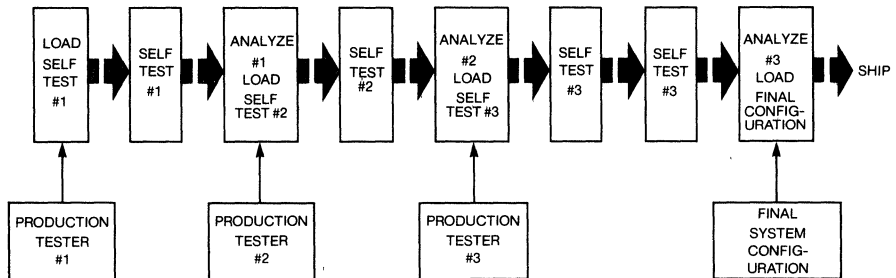 LOAD
SELF
TEST
#1
SELF
TEST
#1
ANALYZE
#1
LOAD
SELF
TEST #2
SELF
TEST
#2
ANALYZE
#2
LOAD
SELF
TEST #3
SELF
TEST
#3
SELF
TEST
#3
ANALYZE
#3
LOAD
FINAL
CONFIG-
URATION
SHIP
PRODUCTION
TESTER
#1
PRODUCTION
TESTER
#2
PRODUCTION
TESTER
#3
FINAL
SYSTEM
CONFIG-
URATION